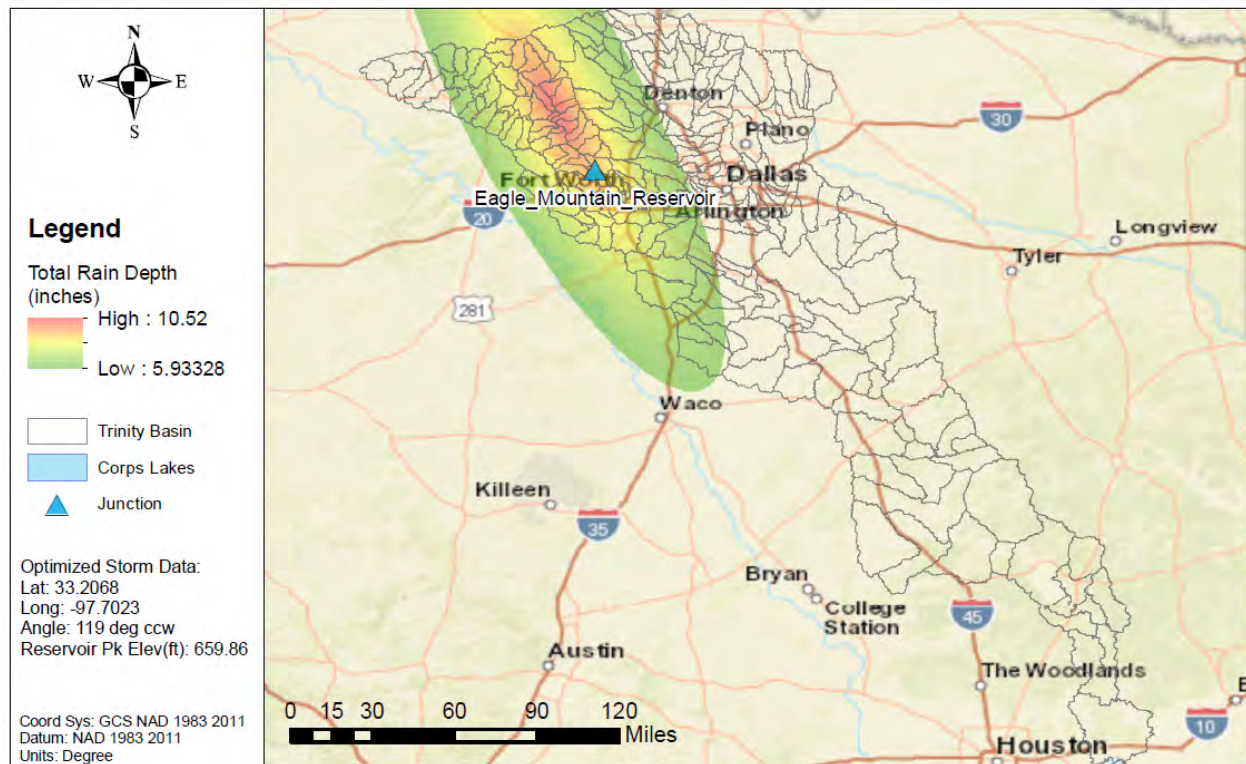 N
W E
S
Legend
Total Rain Depth
(inches)
High : 10.52
Low : 5.93328
Trinity Basin
Corps Lakes
Junction
Optimized Storm Data:
Lat: 33.2068
Long: -97.7023
Angle: 119 deg ccw
Reservoir Pk Elev(ft): 659.86
Coord Sys: GCS NAD 1983 2011
Datum: NAD 1983 2011
Units: Degree
Denton
30
Plano
Fort Worth
Dallas
Eagle_Mountain_Reservoir
20
Arlington
Longview
Tyler
281
Waco
Killeen
35
Bryan
College
Station
45
Austin
The Woodlands
0 15 30 60 90 120
Miles
10
Houston